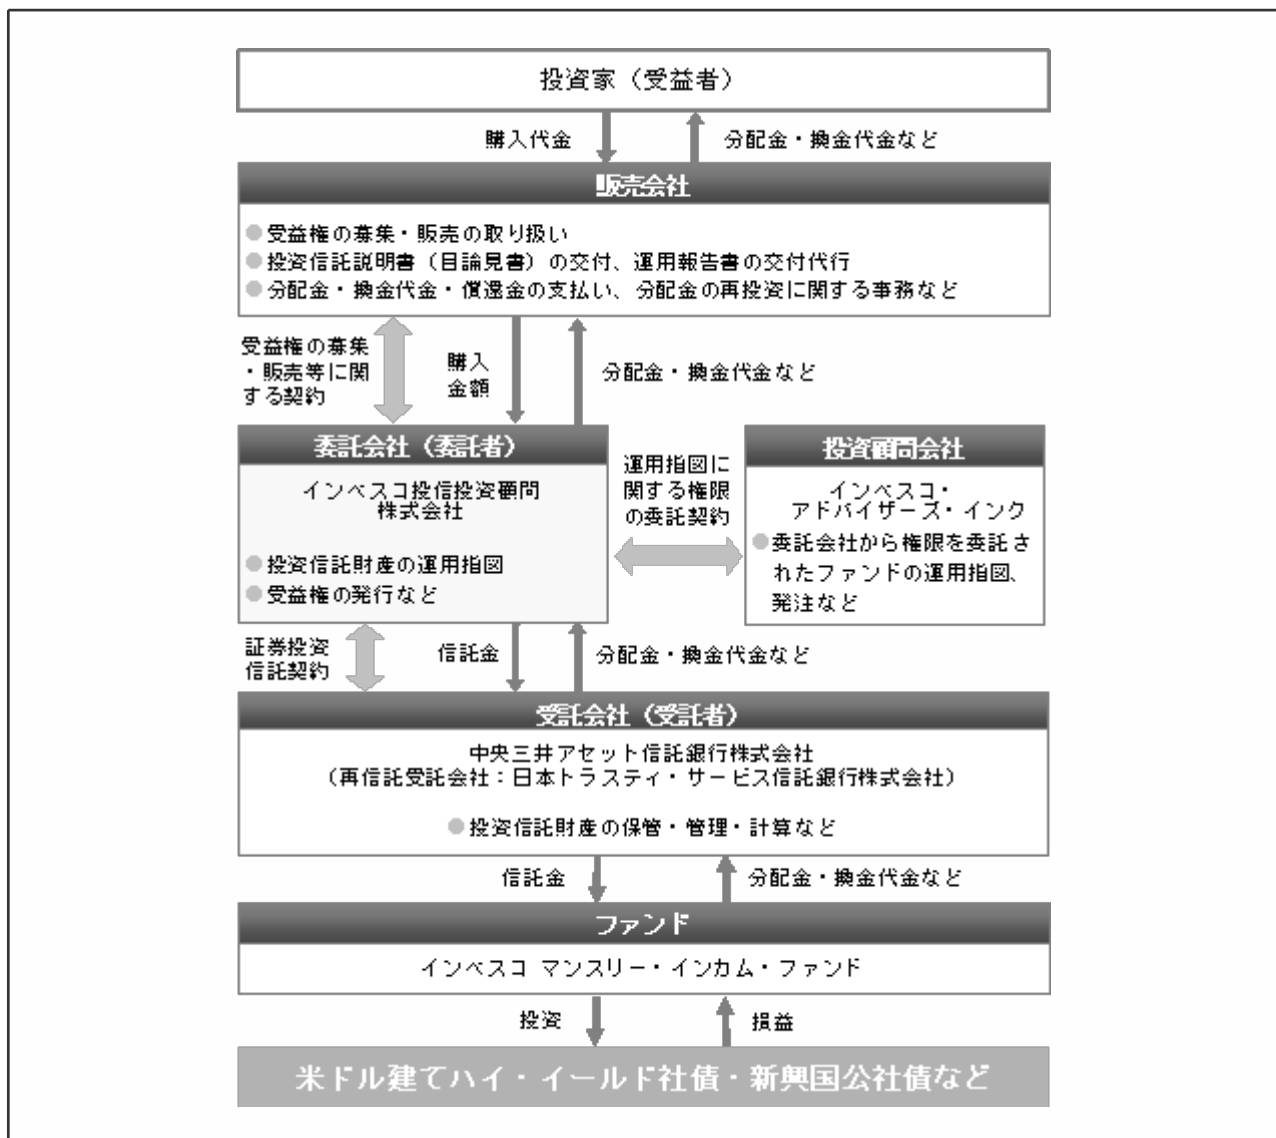 投資家（受益者）
購入代金
分配金・換金代金など
販売会社
●受益権の募集・販売の取り扱い
●投資信託説明書（目論見書）の交付、運用報告書の交付代行
●分配金・換金代金・償還金の支払い、分配金の再投資に関する事務など
受益権の募集
・販売等に関
する契約
購入
金額
分配金・換金代金など
委託会社（委託者）
インベスコ投信投資顧問
株式会社
●投資信託財産の運用指図
●受益権の発行など
運用指図に
関する権限
の委託契約
投資顧問会社
インベスコ・
アドバイザーズ・インク
●委託会社から権限を委託さ
れたファンドの運用指図、
発注など
証券投資
信託契約
信託金
分配金・換金代金など
受託会社（受託者）
中央三井アセット信託銀行株式会社
（再信託受託会社：日本トラスティ・サービス信託銀行株式会社）
●投資信託財産の保管・管理・計算など
信託金
分配金・換金代金など
ファンド
インベスコ マンスリー・インカム・ファンド
投資
損益
米ドル建てハイ・イールド社債・新興国公社債など